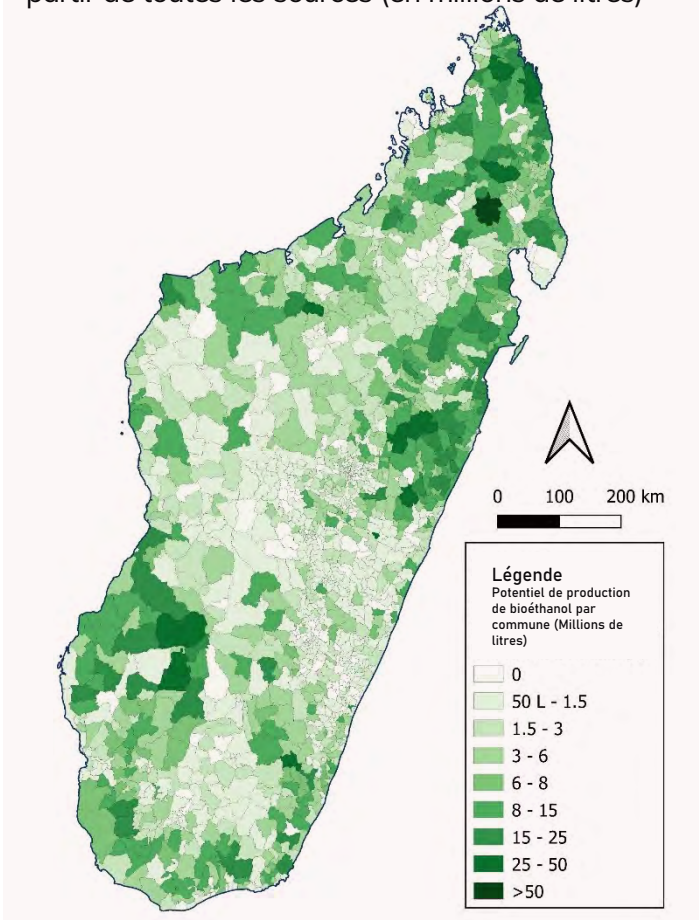 partir de toutes les sources (en millions de litres)
0 100 200 km
Légende
Potentiel de production
de bioéthanol par
commune (Millions de
litres)
0
50 L - 1.5
1.5 - 3
3 - 6
6 - 8
8 - 15
15 - 25
25 - 50
>50